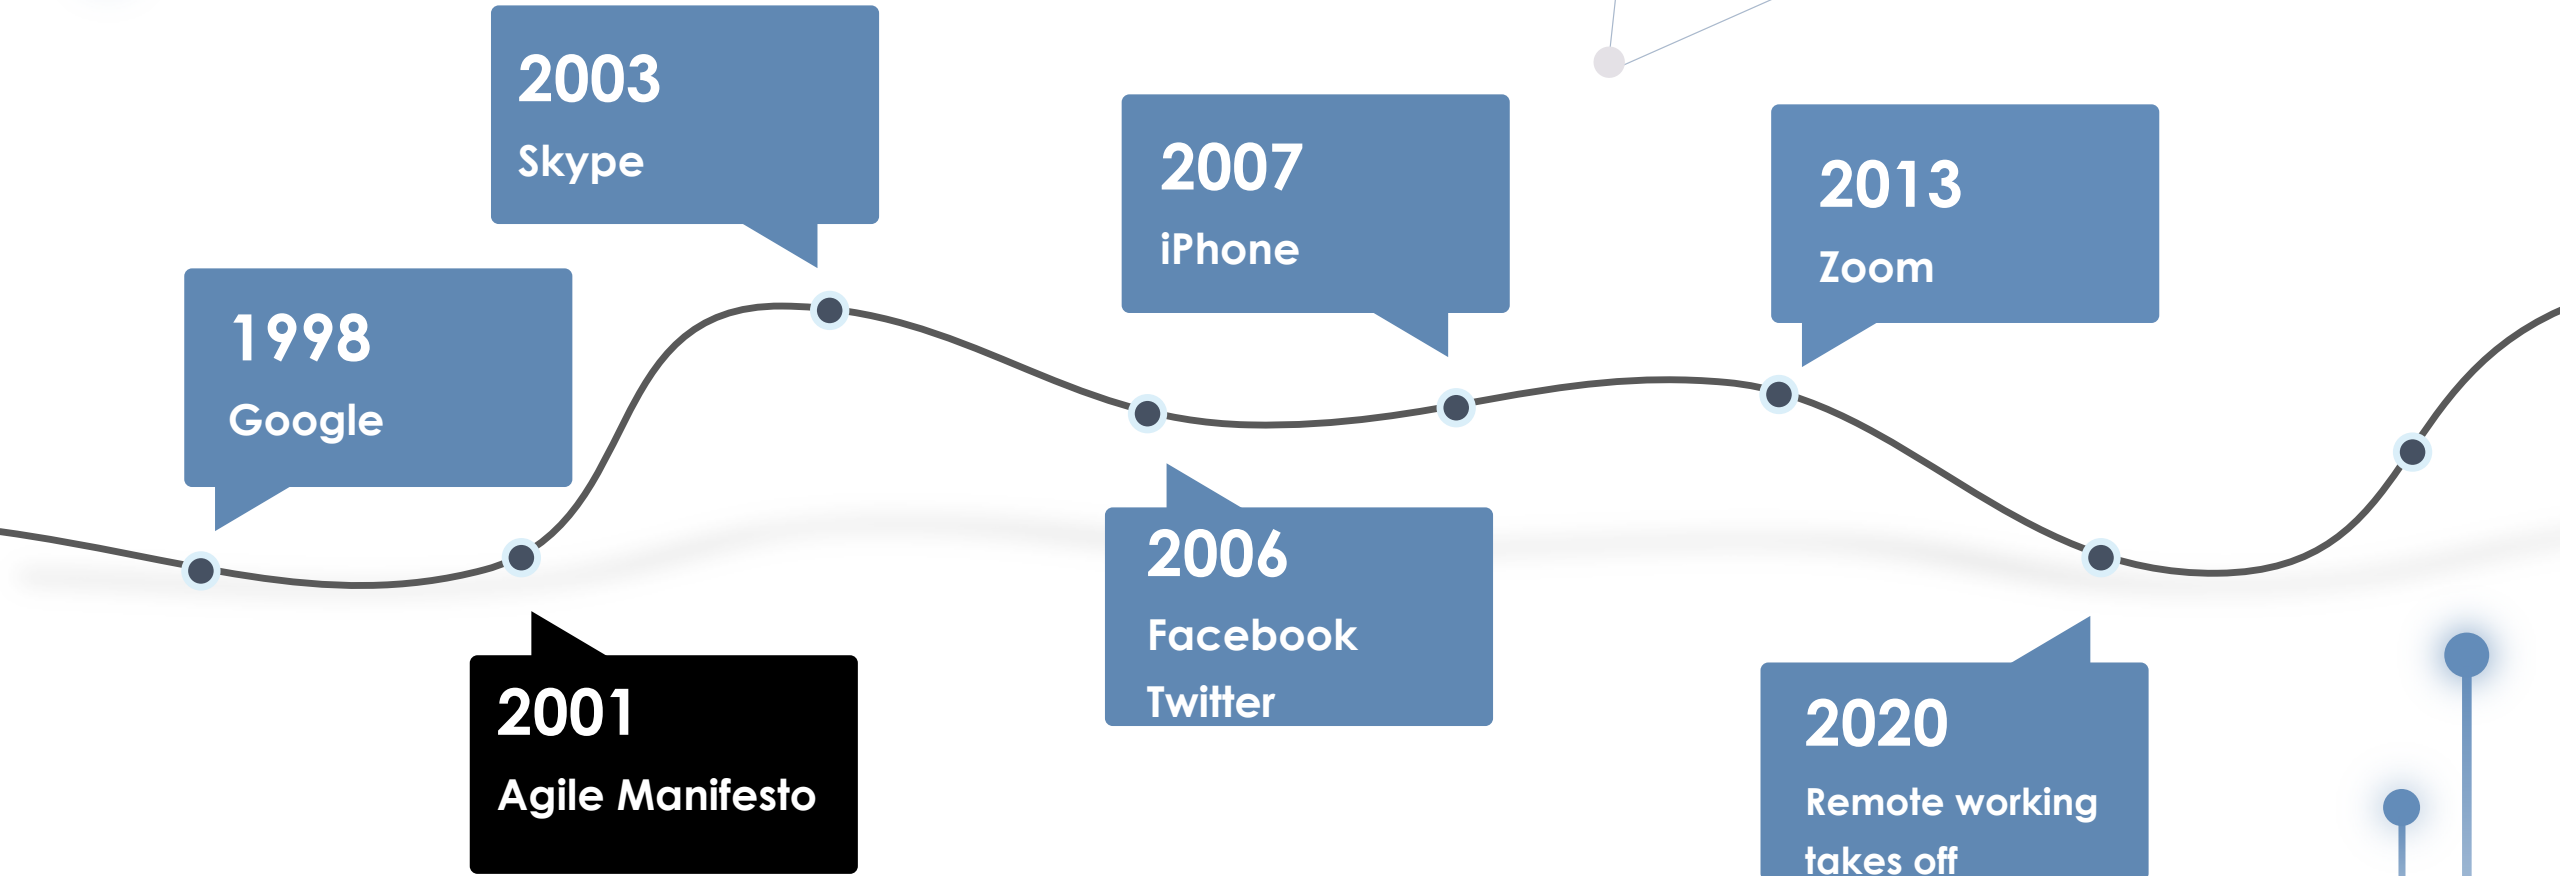 1998
Google
2001
Agile Manifesto
2003
Skype
2006
Facebook
Twitter
2007
iPhone
2013
Zoom
2020
Remote working
takes off